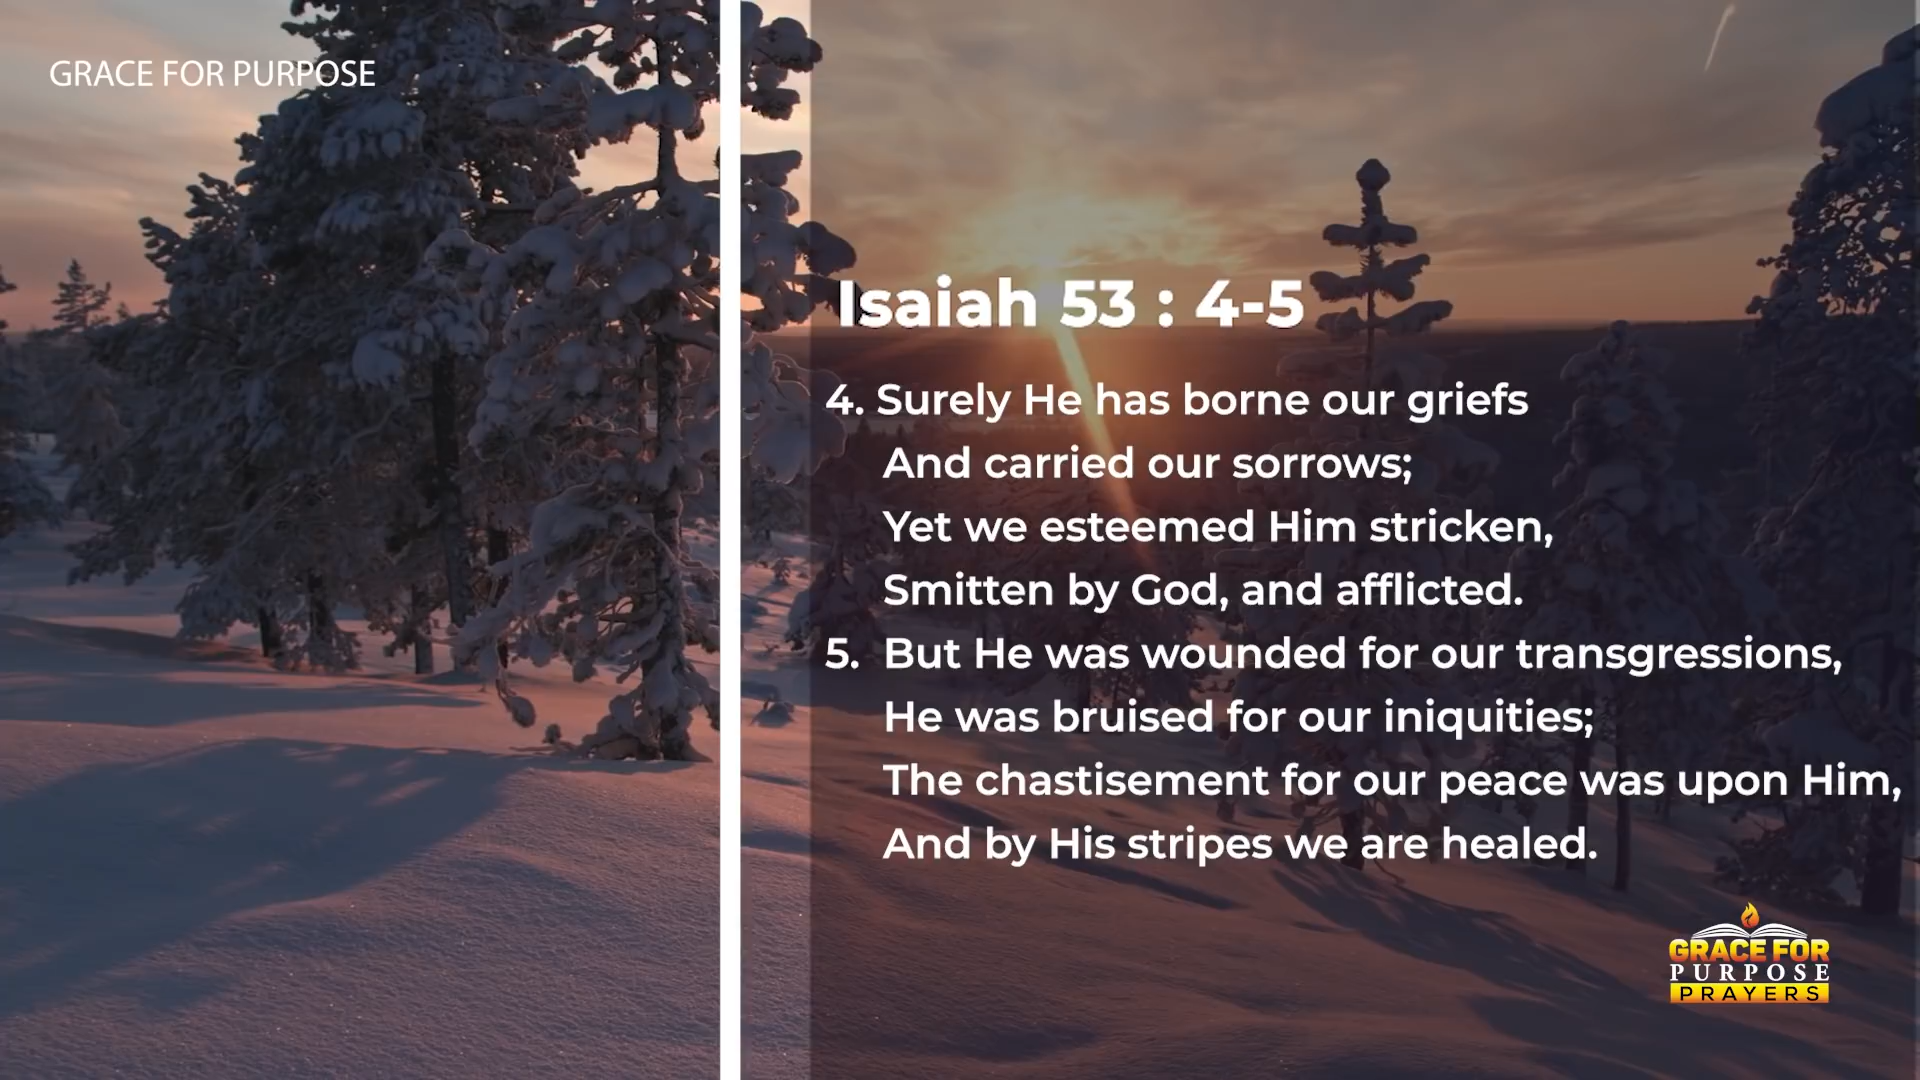 GRACE FOR PURPOSE
Isaiah 53 : 4-5
4. Surely He has borne our griefs
And carried our sorrows;
Yet we esteemed Him stricken,
Smitten by God, and afflicted.
5. But He was wounded for our transgressions,
He was bruised for our iniquities;
The chastisement for our peace was upon Him,
And by His stripes we are healed.
GRACE FOR
PURPOSE
PRAYERS